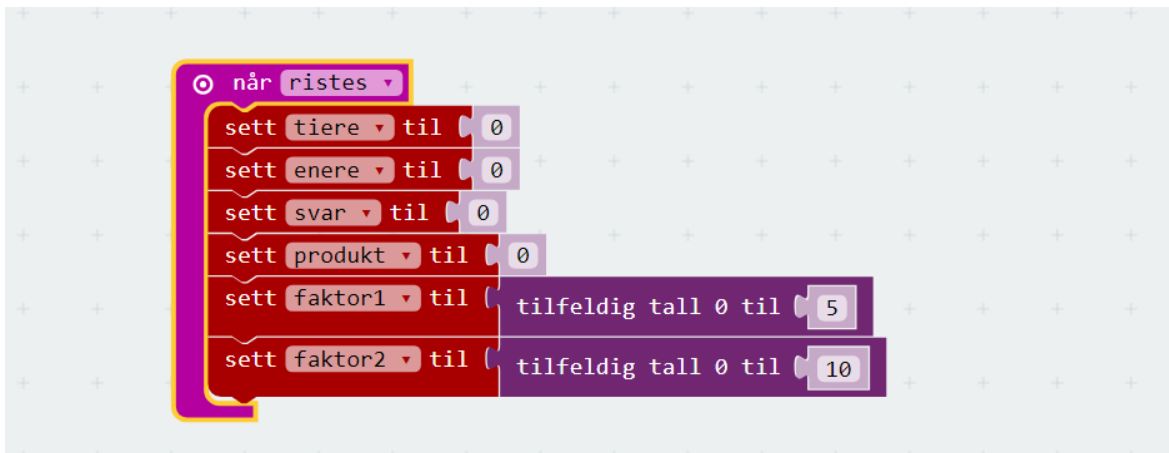 når ristes
sett tiere til 0
sett enere til 0
sett svar til 0
sett produkt til 0
sett faktor1 til tilfeldig tall 0 til 5
sett faktor2 til tilfeldig tall 0 til 10